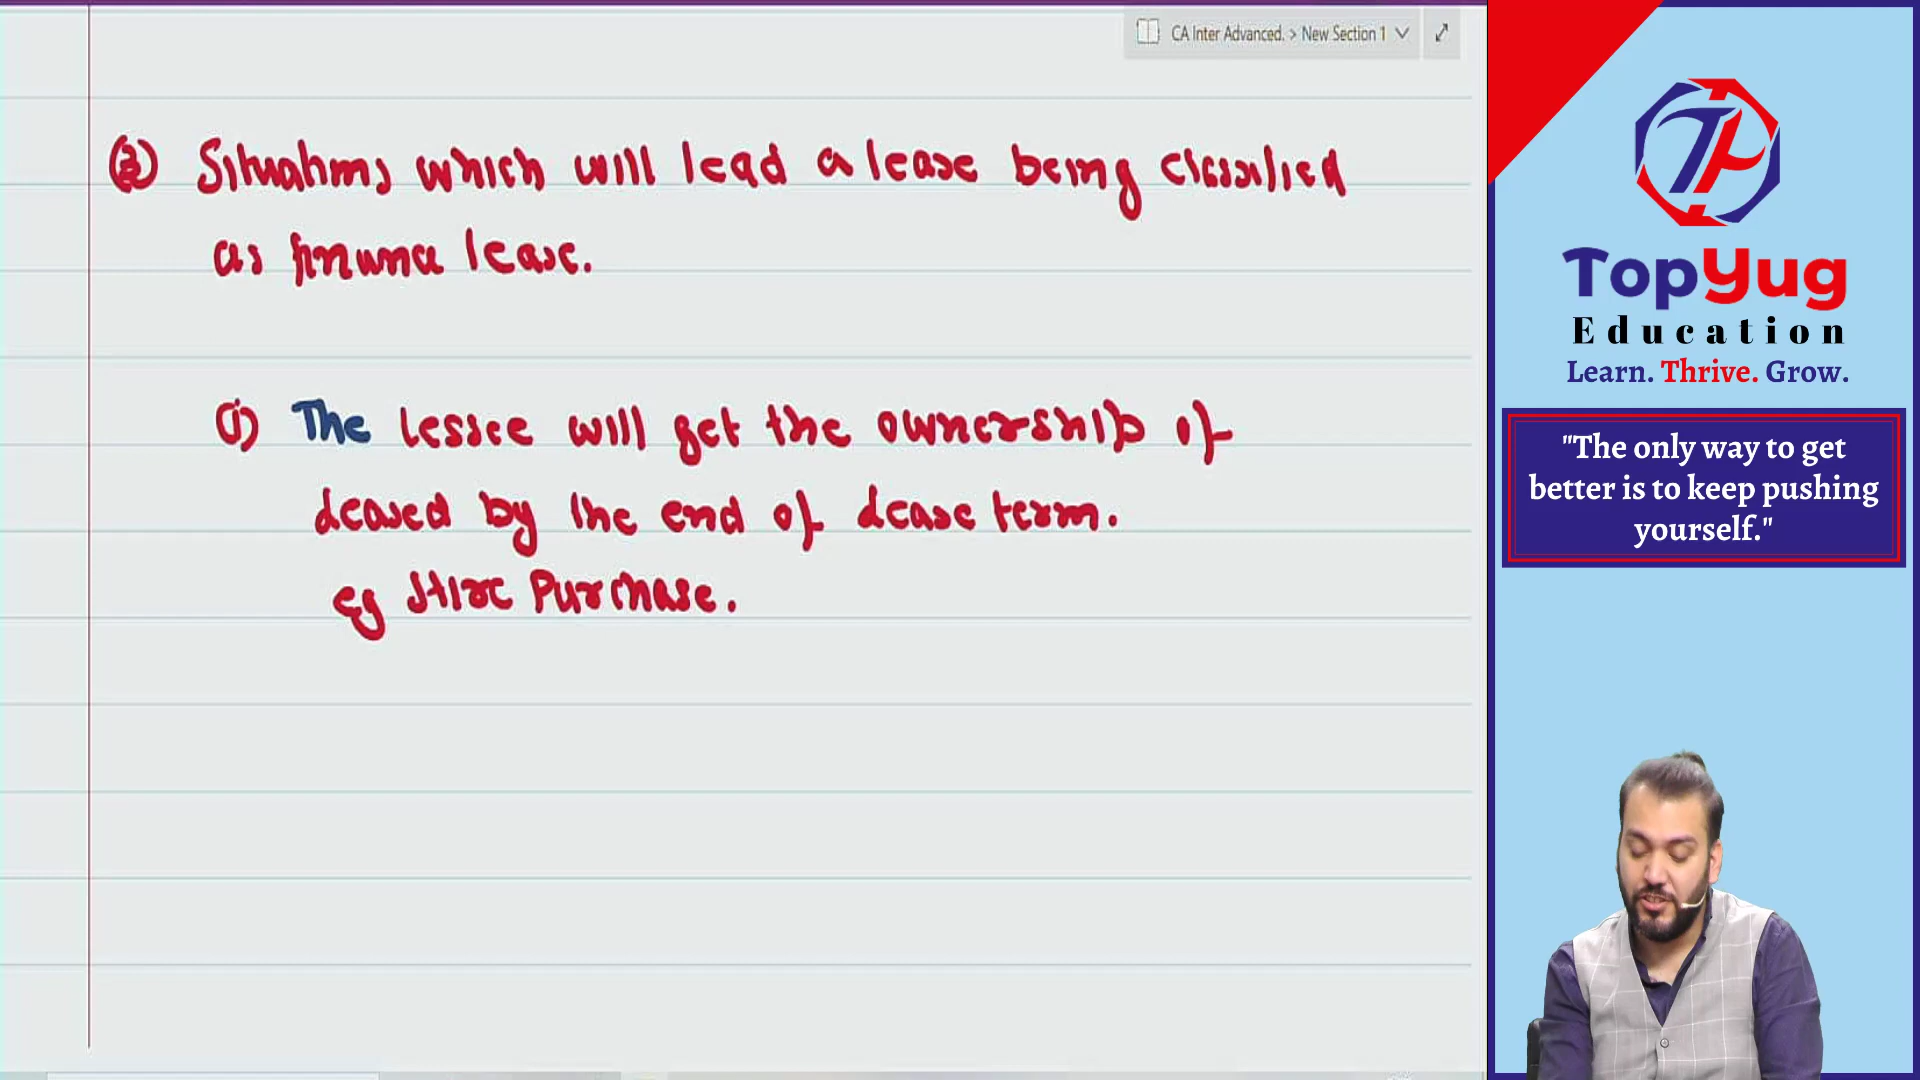 CA Inter Advanced. > New Section 1
(2) Situations which will lead a lease being classified
as finance lease.
(i) The lessee will get the ownership of
leased by the end of lease term.
eg Hire Purchase.
TopYug
Education
Learn. Thrive. Grow.
"The only way to get
better is to keep pushing
yourself."